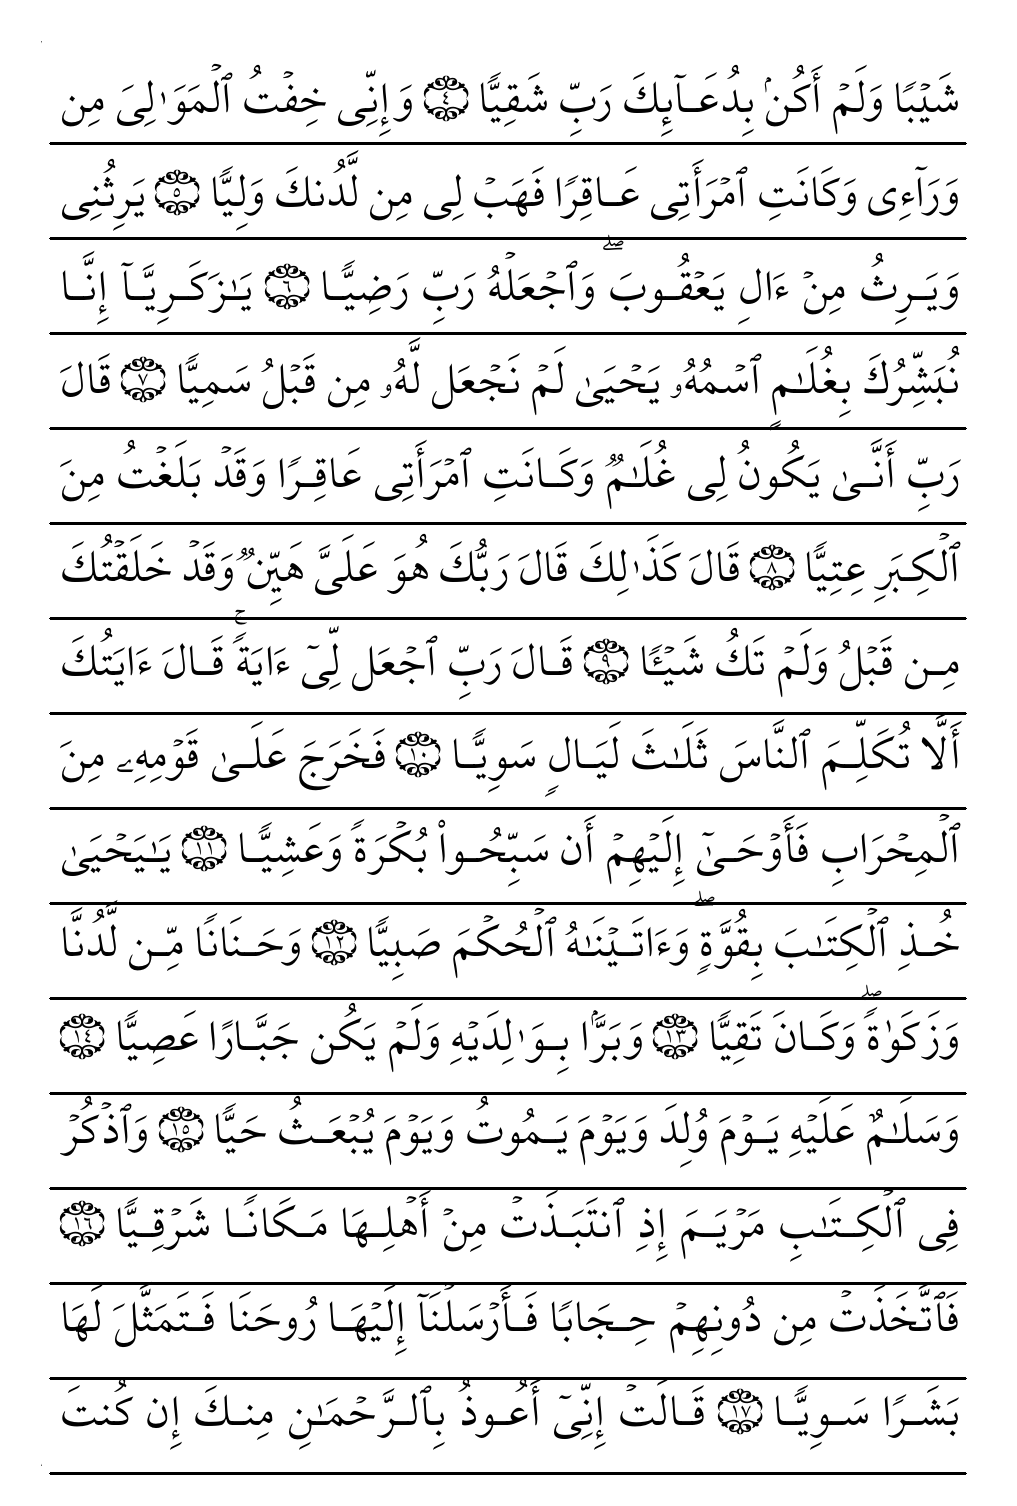 شَيۡبٗا وَلَمۡ أَكُنۢ بِدُعَآئِكَ رَبِّ شَقِيّٗا ٤ وَإِنِّي خِفۡتُ ٱلۡمَوَٰلِيَ مِن
وَرَآءِي وَكَانَتِ ٱمۡرَأَتِي عَاقِرٗا فَهَبۡ لِي مِن لَّدُنكَ وَلِيّٗا ٥ يَرِثُنِي
وَيَرِثُ مِنۡ ءَالِ يَعۡقُوبَۖ وَٱجۡعَلۡهُ رَبِّ رَضِيّٗا ٦ يَٰزَكَرِيَّآ إِنَّا
نُبَشِّرُكَ بِغُلَٰمٍ ٱسۡمُهُۥ يَحۡيَىٰ لَمۡ نَجۡعَل لَّهُۥ مِن قَبۡلُ سَمِيّٗا ٧ قَالَ
رَبِّ أَنَّىٰ يَكُونُ لِي غُلَٰمٞ وَكَانَتِ ٱمۡرَأَتِي عَاقِرٗا وَقَدۡ بَلَغۡتُ مِنَ
ٱلۡكِبَرِ عِتِيّٗا ٨ قَالَ كَذَٰلِكَ قَالَ رَبُّكَ هُوَ عَلَيَّ هَيِّنٞ وَقَدۡ خَلَقۡتُكَ
مِن قَبۡلُ وَلَمۡ تَكُ شَيۡـٔٗا ٩ قَالَ رَبِّ ٱجۡعَل لِّيٓ ءَايَةٗۚ قَالَ ءَايَتُكَ
أَلَّا تُكَلِّمَ ٱلنَّاسَ ثَلَٰثَ لَيَالٖ سَوِيّٗا ١٠ فَخَرَجَ عَلَىٰ قَوۡمِهِۦ مِنَ
ٱلۡمِحۡرَابِ فَأَوۡحَىٰٓ إِلَيۡهِمۡ أَن سَبِّحُواْ بُكۡرَةٗ وَعَشِيّٗا ١١ يَٰيَحۡيَىٰ
خُذِ ٱلۡكِتَٰبَ بِقُوَّةٖۖ وَءَاتَيۡنَٰهُ ٱلۡحُكۡمَ صَبِيّٗا ١٢ وَحَنَانٗا مِّن لَّدُنَّا
وَزَكَوٰةٗۖ وَكَانَ تَقِيّٗا ١٣ وَبَرَّۢا بِوَٰلِدَيۡهِ وَلَمۡ يَكُن جَبَّارًا عَصِيّٗا ١٤
وَسَلَٰمٌ عَلَيۡهِ يَوۡمَ وُلِدَ وَيَوۡمَ يَمُوتُ وَيَوۡمَ يُبۡعَثُ حَيّٗا ١٥ وَٱذۡكُرۡ
فِي ٱلۡكِتَٰبِ مَرۡيَمَ إِذِ ٱنتَبَذَتۡ مِنۡ أَهۡلِهَا مَكَانٗا شَرۡقِيّٗا ١٦
فَٱتَّخَذَتۡ مِن دُونِهِمۡ حِجَابٗا فَأَرۡسَلۡنَآ إِلَيۡهَا رُوحَنَا فَتَمَثَّلَ لَهَا
بَشَرٗا سَوِيّٗا ١٧ قَالَتۡ إِنِّيٓ أَعُوذُ بِٱلرَّحۡمَٰنِ مِنكَ إِن كُنتَ